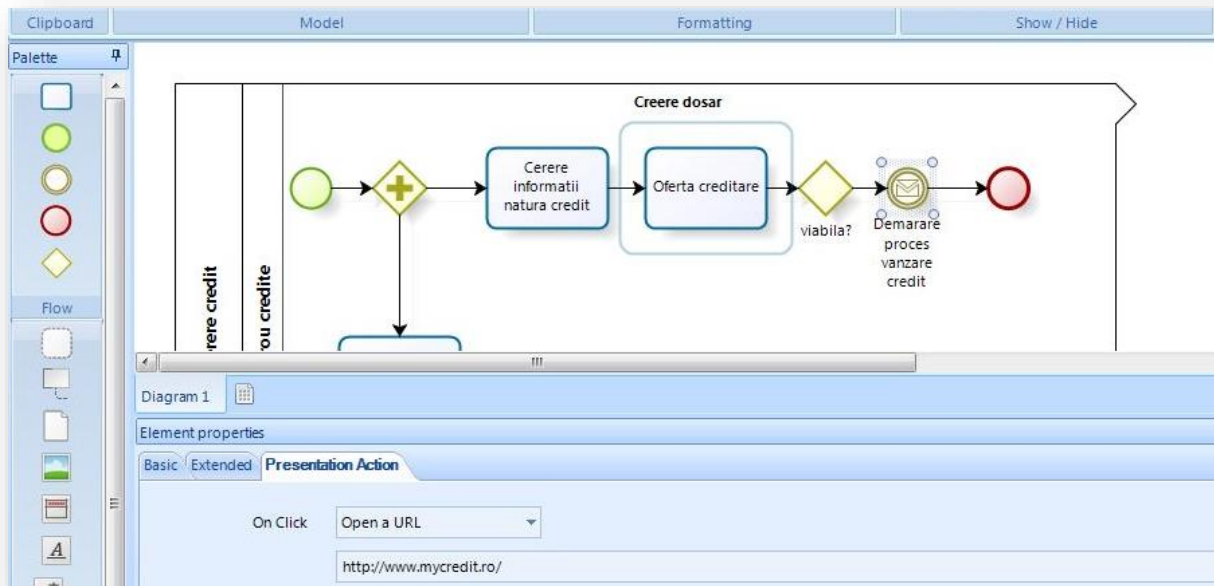 Clipboard
Model
Formatting
Show / Hide
Palette
Creere dosar
Cerere
informatii
natura credit
Oferta creditare
viabila?
Demarare
proces
vanzare
credit
rere credit
ou credite
Flow
A
Diagram 1
Element properties
Basic
Extended
Presentation Action
On Click
Open a URL
http://www.mycredit.ro/